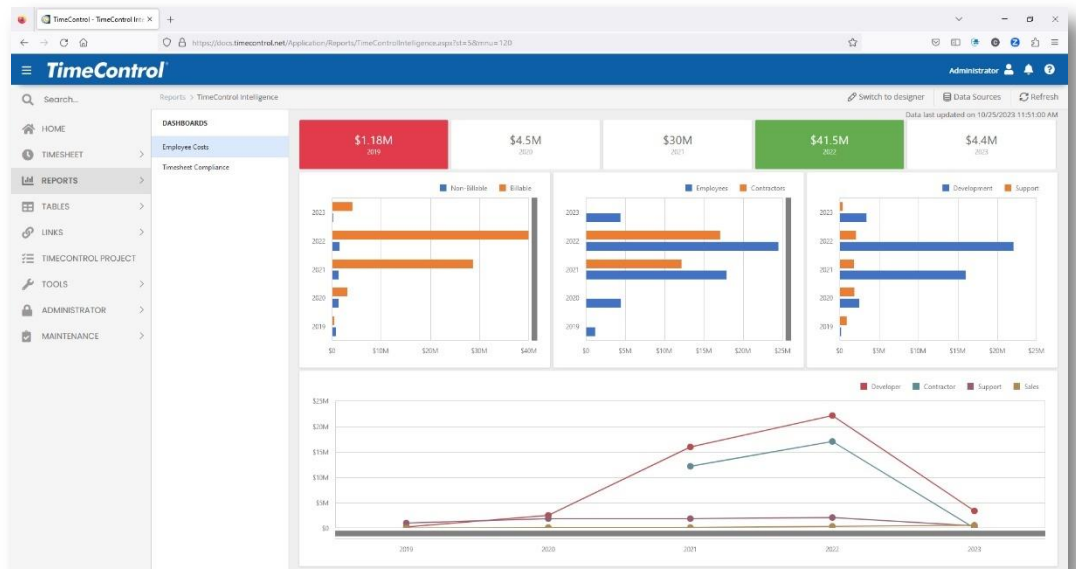 TimeControl - TimeControl Inte
https://docs.timecontrol.net/Application/Reports/TimeControlIntelligence.aspx?st=5&mnu=120
TimeControl
Administrator
Search...
Reports > TimeControl Intelligence
Switch to designer
Data Sources
Refresh
Data last updated on 10/25/2023 11:51:00 AM
HOME
TIMESHEET
REPORTS
TABLES
LINKS
TIMECONTROL PROJECT
TOOLS
ADMINISTRATOR
MAINTENANCE
DASHBOARDS
Employee Costs
Timesheet Compliance
$1.18M
2019
$4.5M
2020
$30M
2021
$41.5M
2022
$4.4M
2023
Non-Billable Billable
2023
2022
2021
2020
2019
$0 $10M $20M $30M $40M
Employees Contractors
2023
2022
2021
2020
2019
$0 $5M $10M $15M $20M $25M
Development Support
2023
2022
2021
2020
2019
$0 $5M $10M $15M $20M $25M
Developer Contractor Support Sales
$25M
$20M
$15M
$10M
$5M
$0
2019 2020 2021 2022 2023